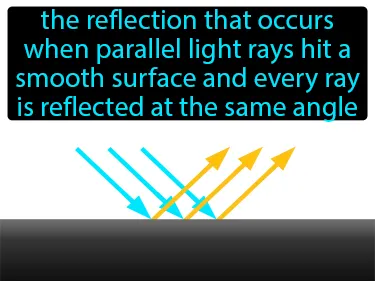 the reflection that occurs
when parallel light rays hit a
smooth surface and every ray
is reflected at the same angle